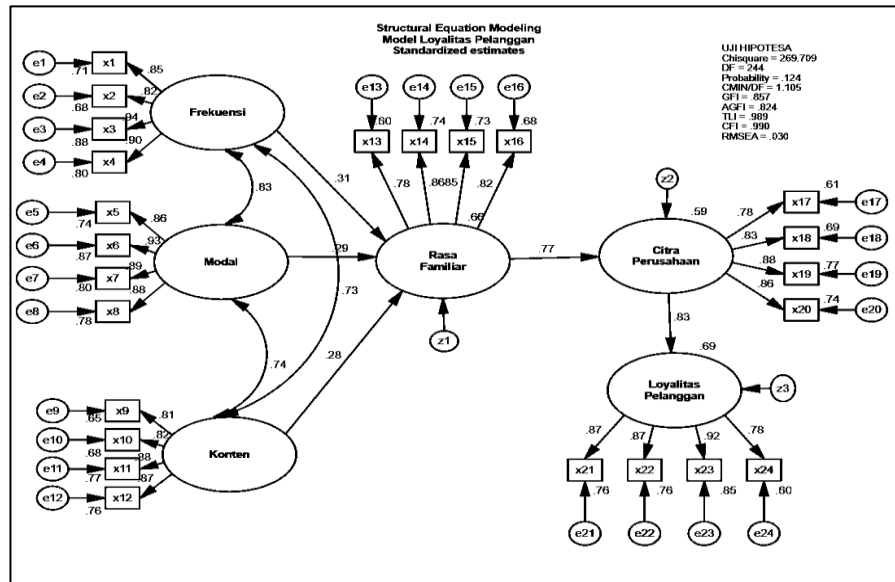 Structural Equation Modeling
Model Loyalitas Pelanggan
Standardized estimates
UJI HIPOTESA
Chisquare = 269.709
DF = 244
Probability = .124
CMIN/DF = 1.105
GFI = .857
AGFI = .824
TLI = .989
CFI = .990
RMSEA = .030
e1
.71
x1
.85
e2
.68
x2
.82
e3
.88
x3
.94
e4
.80
x4
.90
Frekuensi
e5
.74
x5
.86
e6
.87
x6
.93
e7
.80
x7
.89
e8
.78
x8
.88
Modal
e9
.65
x9
.81
e10
.68
x10
.82
e11
.77
x11
.88
e12
.76
x12
.87
Konten
.83
.74
.73
.31
.29
.28
e13
e14
e15
e16
.60
.74
.73
.68
x13
x14
x15
x16
.78
.86
.85
.82
.66
Rasa
Familiar
z1
.77
z2
.59
Citra
Perusahaan
.78
x17
.61
e17
.83
x18
.69
e18
.88
x19
.77
e19
.86
x20
.74
e20
.83
.69
Loyalitas
Pelanggan
z3
.87
.87
.92
.78
x21
x22
x23
x24
.76
.76
.85
.60
e21
e22
e23
e24